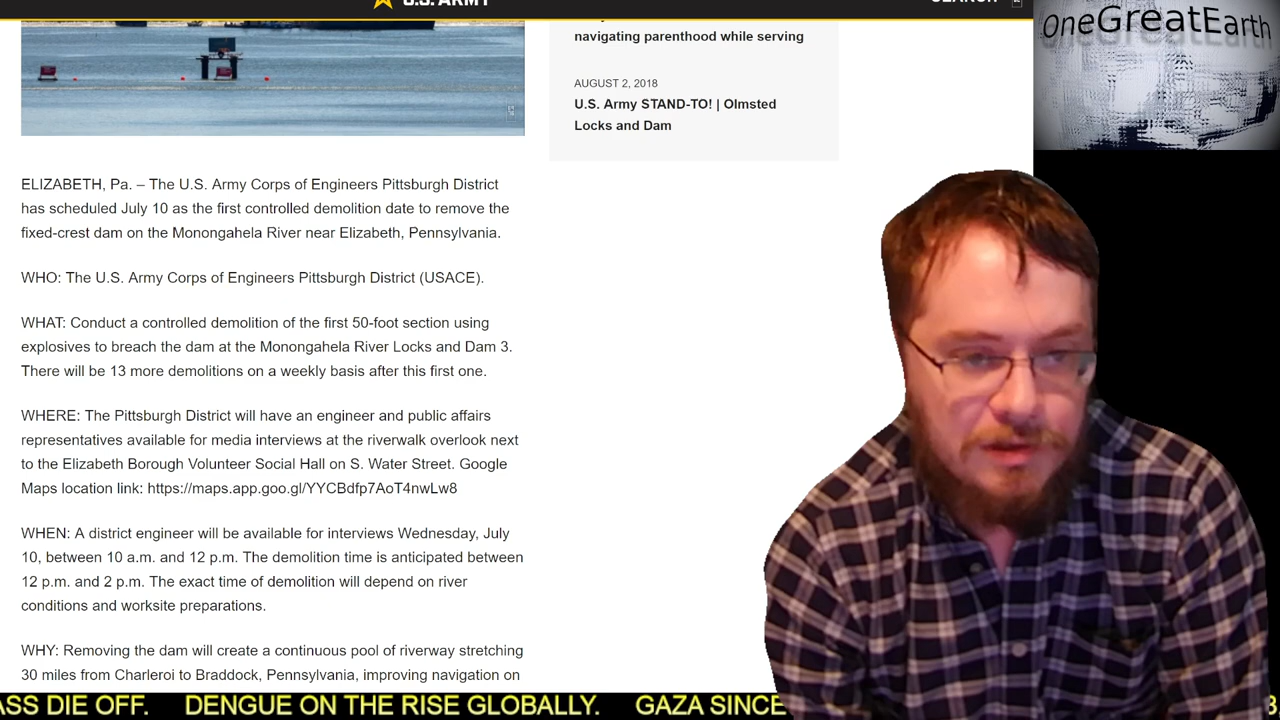 U.S. ARMY
SEARCH
OneGreatEarth
navigating parenthood while serving
AUGUST 2, 2018
U.S. Army STAND-TO! | Olmsted
Locks and Dam
ELIZABETH, Pa. – The U.S. Army Corps of Engineers Pittsburgh District
has scheduled July 10 as the first controlled demolition date to remove the
fixed-crest dam on the Monongahela River near Elizabeth, Pennsylvania.
WHO: The U.S. Army Corps of Engineers Pittsburgh District (USACE).
WHAT: Conduct a controlled demolition of the first 50-foot section using
explosives to breach the dam at the Monongahela River Locks and Dam 3.
There will be 13 more demolitions on a weekly basis after this first one.
WHERE: The Pittsburgh District will have an engineer and public affairs
representatives available for media interviews at the riverwalk overlook next
to the Elizabeth Borough Volunteer Social Hall on S. Water Street. Google
Maps location link: https://maps.app.goo.gl/YYCBdfp7AoT4nwLw8
WHEN: A district engineer will be available for interviews Wednesday, July
10, between 10 a.m. and 12 p.m. The demolition time is anticipated between
12 p.m. and 2 p.m. The exact time of demolition will depend on river
conditions and worksite preparations.
WHY: Removing the dam will create a continuous pool of riverway stretching
30 miles from Charleroi to Braddock, Pennsylvania, improving navigation on
ASS DIE OFF. DENGUE ON THE RISE GLOBALLY. GAZA SINCE